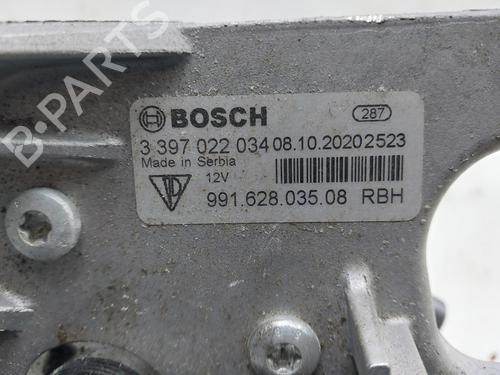 BOSCH 287
3 397 022 034 08.10.2020 2523
Made in Serbia
12V
991.628.035.08 RBH
B-PARTS